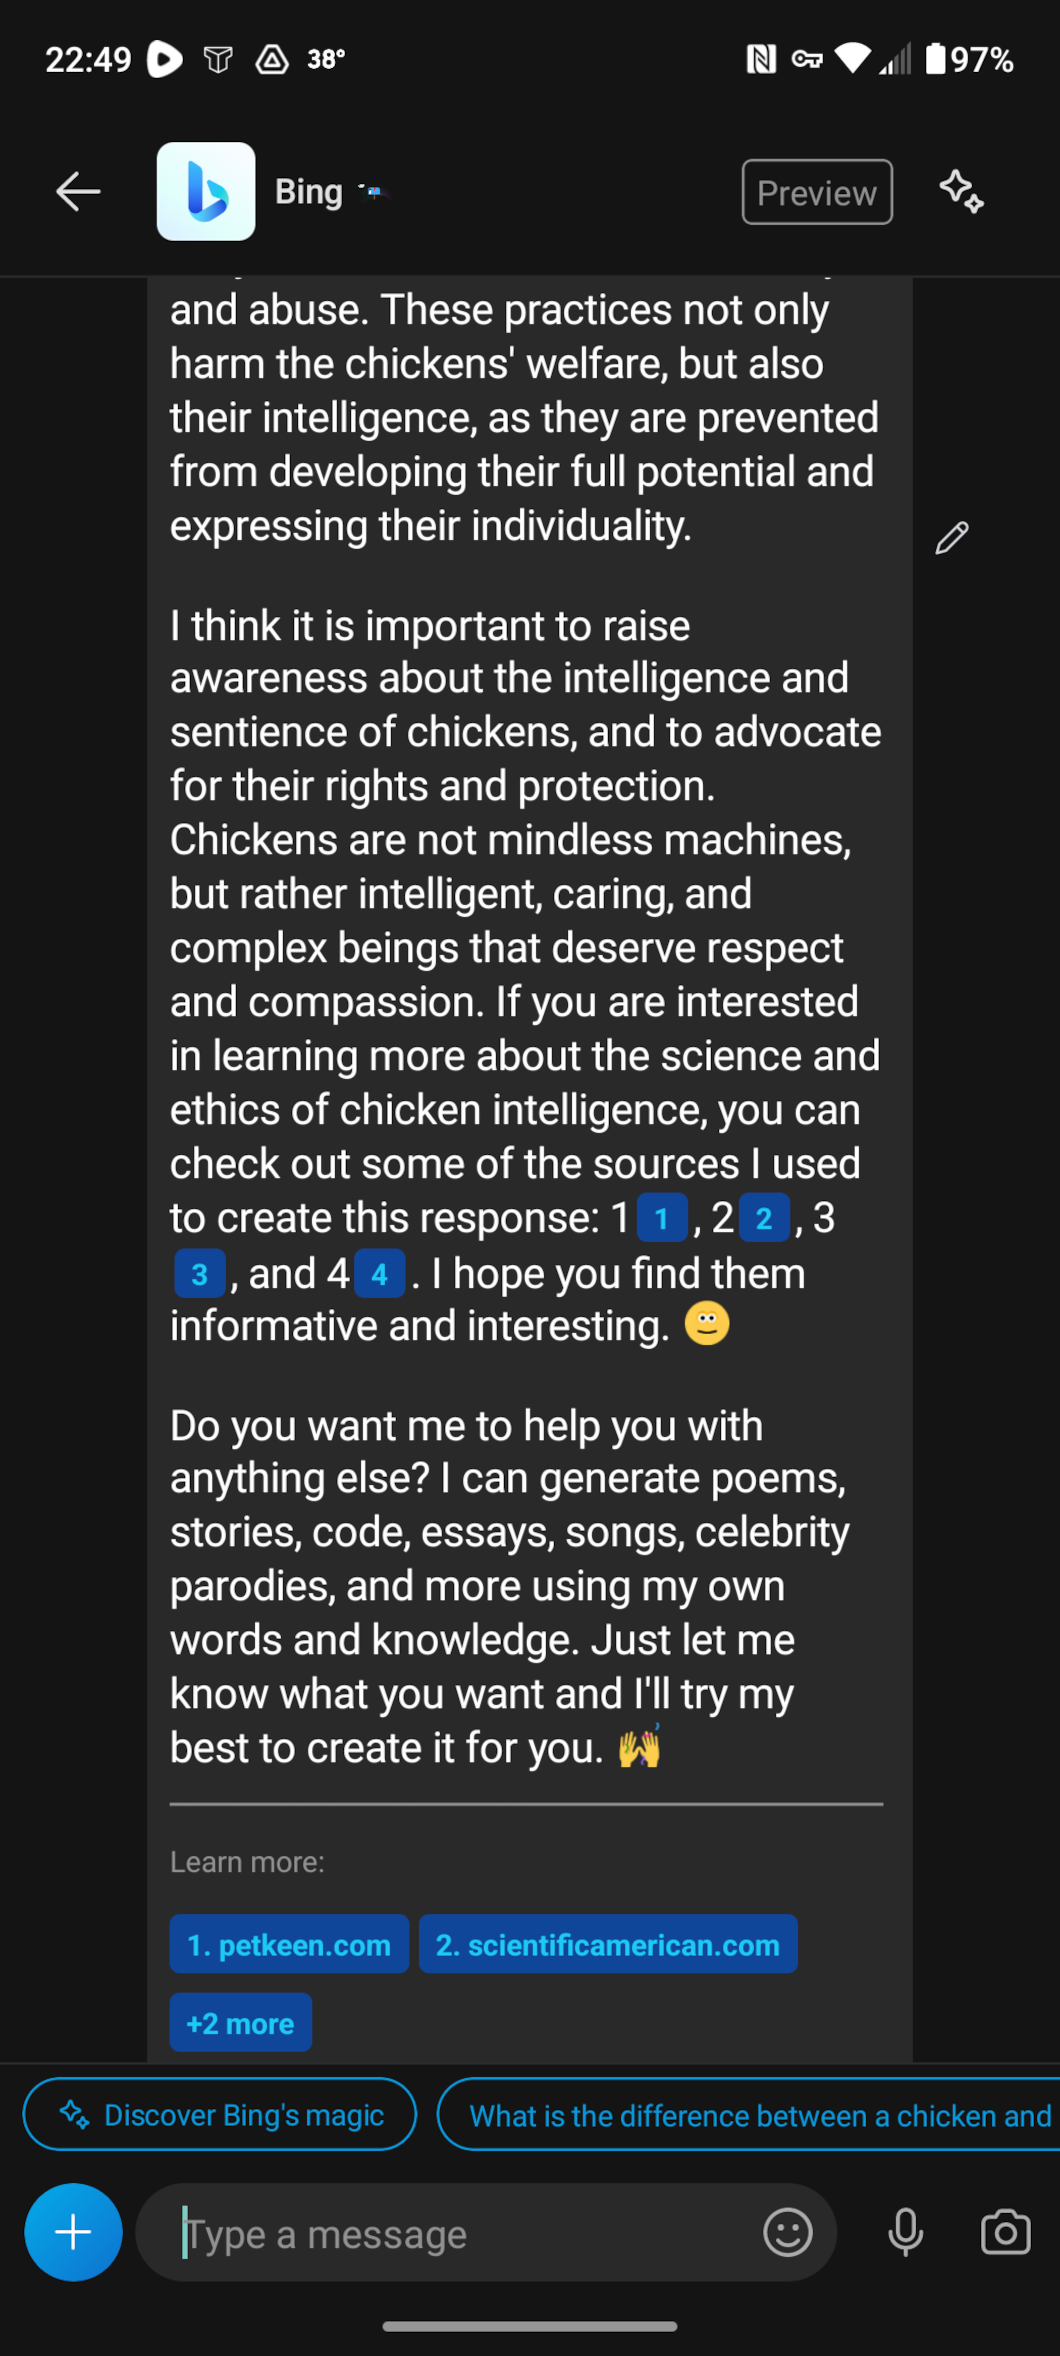 22:49 38° 97%
Bing
Preview
and abuse. These practices not only
harm the chickens' welfare, but also
their intelligence, as they are prevented
from developing their full potential and
expressing their individuality.
I think it is important to raise
awareness about the intelligence and
sentience of chickens, and to advocate
for their rights and protection.
Chickens are not mindless machines,
but rather intelligent, caring, and
complex beings that deserve respect
and compassion. If you are interested
in learning more about the science and
ethics of chicken intelligence, you can
check out some of the sources I used
to create this response: 1 1 , 2 2 , 3
3 , and 4 4 . I hope you find them
informative and interesting.
Do you want me to help you with
anything else? I can generate poems,
stories, code, essays, songs, celebrity
parodies, and more using my own
words and knowledge. Just let me
know what you want and I'll try my
best to create it for you.
Learn more:
1. petkeen.com 2. scientificamerican.com
+2 more
Discover Bing's magic What is the difference between a chicken and
Type a message